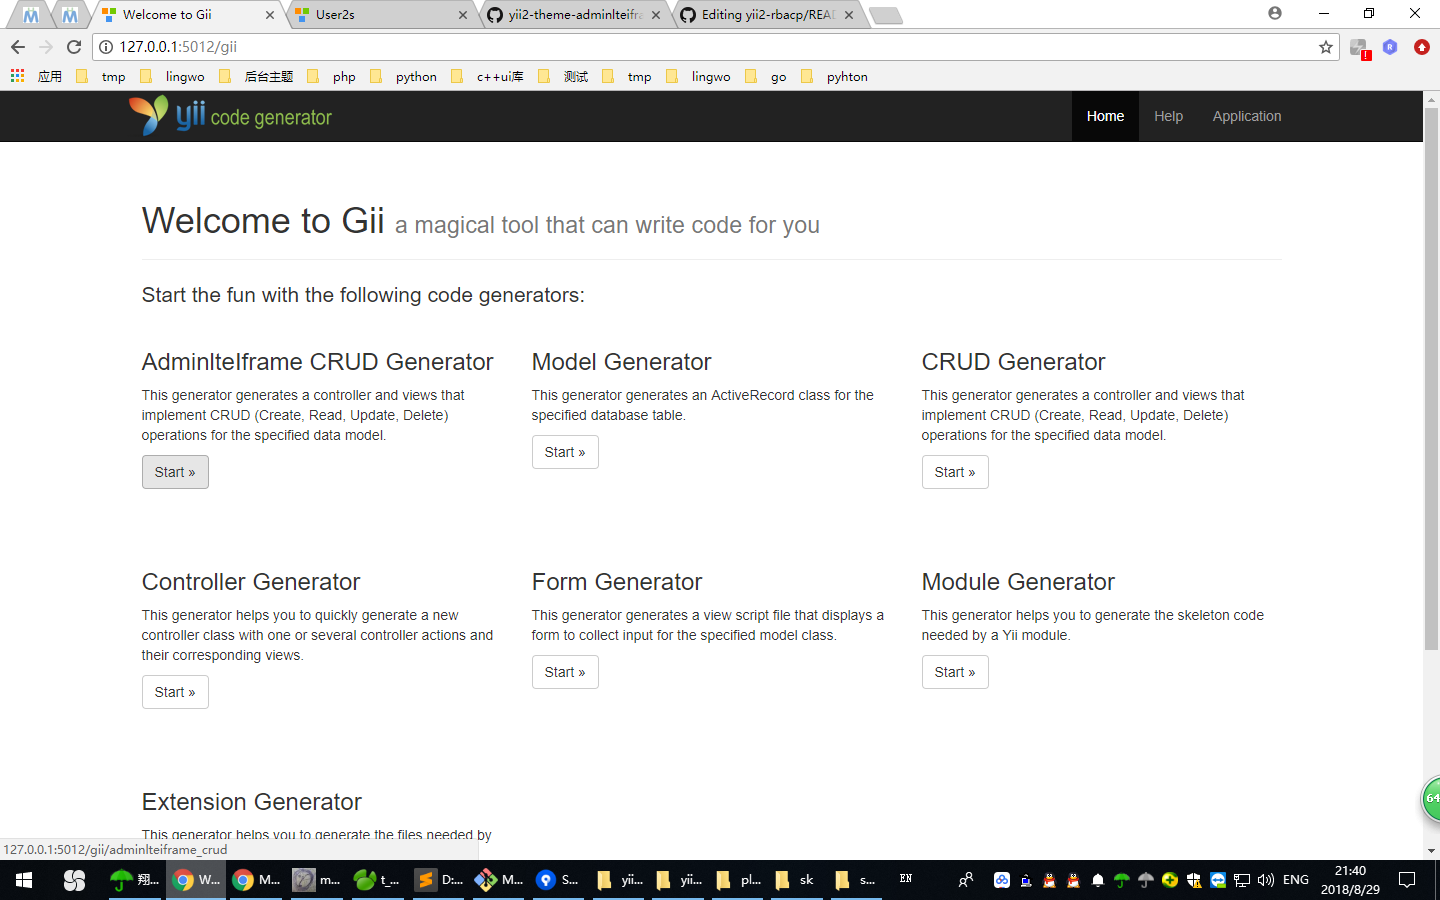 Welcome to Gii
User2s
yii2-theme-adminlteifra
Editing yii2-rbacp/READ
127.0.0.1:5012/gii
应用
tmp
lingwo
后台主题
php
python
c++ui库
测试
tmp
lingwo
go
pyhton
yii code generator
Home
Help
Application
Welcome to Gii a magical tool that can write code for you
Start the fun with the following code generators:
AdminlteIframe CRUD Generator
This generator generates a controller and views that
implement CRUD (Create, Read, Update, Delete)
operations for the specified data model.
Start »
Model Generator
This generator generates an ActiveRecord class for the
specified database table.
Start »
CRUD Generator
This generator generates a controller and views that
implement CRUD (Create, Read, Update, Delete)
operations for the specified data model.
Start »
Controller Generator
This generator helps you to quickly generate a new
controller class with one or several controller actions and
their corresponding views.
Start »
Form Generator
This generator generates a view script file that displays a
form to collect input for the specified model class.
Start »
Module Generator
This generator helps you to generate the skeleton code
needed by a Yii module.
Start »
Extension Generator
This generator helps you to generate the files needed by
64
127.0.0.1:5012/gii/adminlteiframe_crud
翔...
W...
M...
m...
t_...
D:...
M...
S...
yii...
yii...
pl...
sk
s...
EN
ENG
21:40
2018/8/29